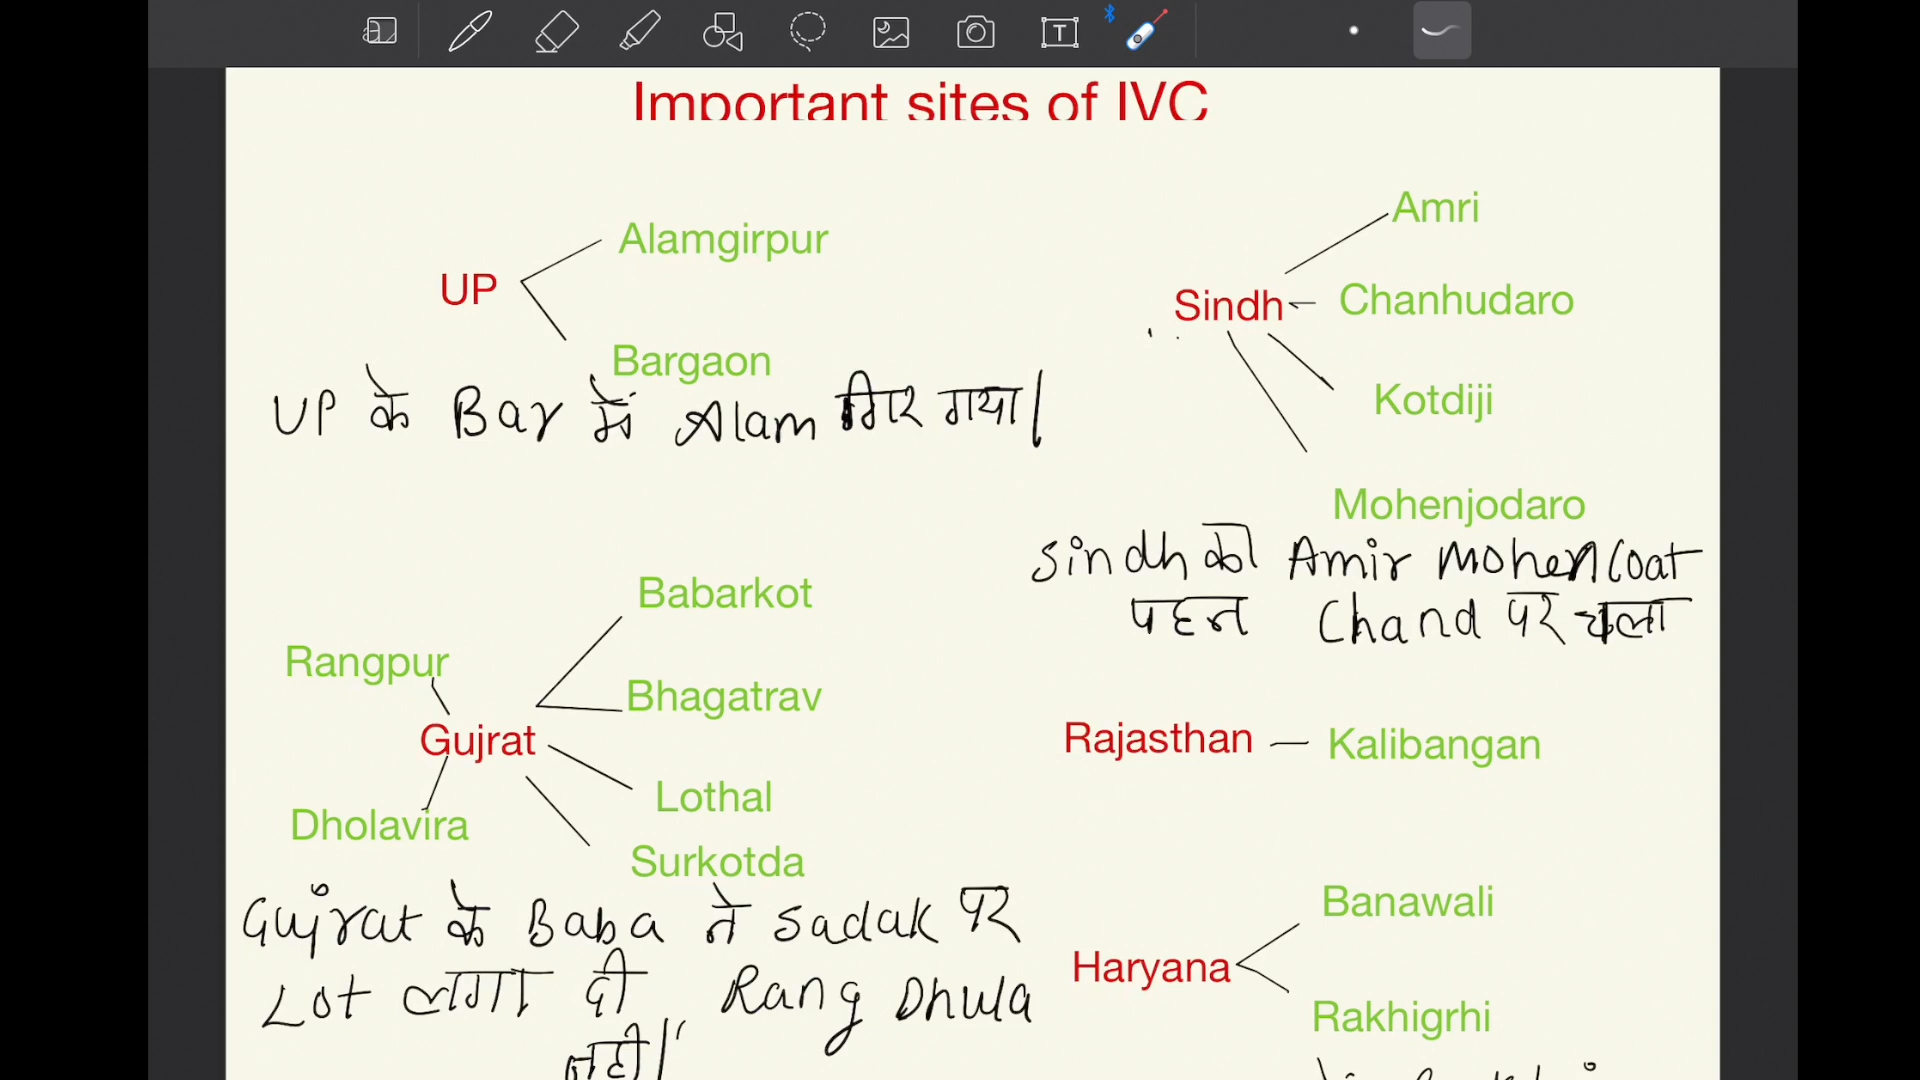 Important sites of IVC
Alamgirpur
UP
Bargaon
UP के Bar में Alam गिर गया।
Amri
Sindh
Chanhudaro
Kotdiji
Mohenjodaro
Sindh को Amir Mohen Coat
पहन Chand पर चला
Babarkot
Rangpur
Bhagatrav
Gujrat
Lothal
Dholavira
Surkotda
Gujrat के Baba ने Sadak पर
Lot लगा दी Rang Dhula
नही।
Rajasthan
Kalibangan
Banawali
Haryana
Rakhigrhi